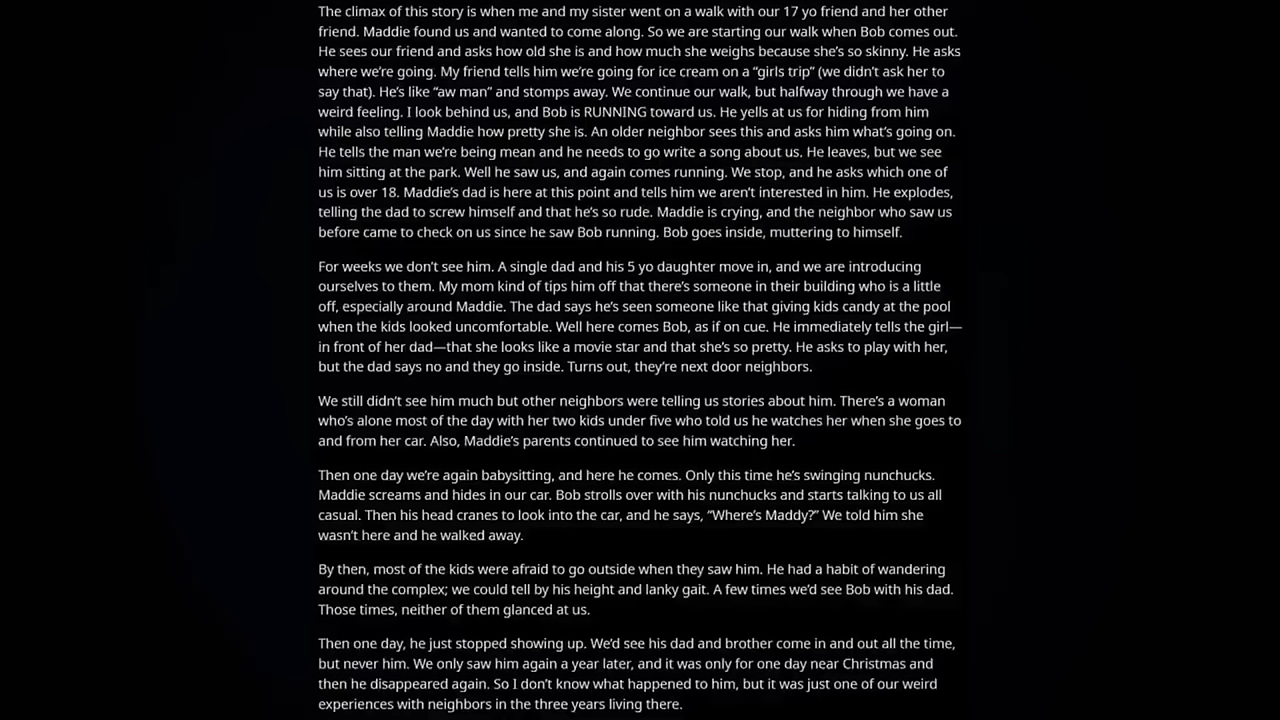 The climax of this story is when me and my sister went on a walk with our 17 yo friend and her other
friend. Maddie found us and wanted to come along. So we are starting our walk when Bob comes out.
He sees our friend and asks how old she is and how much she weighs because she’s so skinny. He asks
where we’re going. My friend tells him we’re going for ice cream on a “girls trip” (we didn’t ask her to
say that). He’s like “aw man” and stomps away. We continue our walk, but halfway through we have a
weird feeling. I look behind us, and Bob is RUNNING toward us. He yells at us for hiding from him
while also telling Maddie how pretty she is. An older neighbor sees this and asks him what’s going on.
He tells the man we’re being mean and he needs to go write a song about us. He leaves, but we see
him sitting at the park. Well he saw us, and again comes running. We stop, and he asks which one of
us is over 18. Maddie’s dad is here at this point and tells him we aren’t interested in him. He explodes,
telling the dad to screw himself and that he’s so rude. Maddie is crying, and the neighbor who saw us
before came to check on us since he saw Bob running. Bob goes inside, muttering to himself.
For weeks we don’t see him. A single dad and his 5 yo daughter move in, and we are introducing
ourselves to them. My mom kind of tips him off that there’s someone in their building who is a little
off, especially around Maddie. The dad says he’s seen someone like that giving kids candy at the pool
when the kids looked uncomfortable. Well here comes Bob, as if on cue. He immediately tells the girl—
in front of her dad—that she looks like a movie star and that she’s so pretty. He asks to play with her,
but the dad says no and they go inside. Turns out, they’re next door neighbors.
We still didn’t see him much but other neighbors were telling us stories about him. There’s a woman
who’s alone most of the day with her two kids under five who told us he watches her when she goes to
and from her car. Also, Maddie’s parents continued to see him watching her.
Then one day we’re again babysitting, and here he comes. Only this time he’s swinging nunchucks.
Maddie screams and hides in our car. Bob strolls over with his nunchucks and starts talking to us all
casual. Then his head cranes to look into the car, and he says, “Where’s Maddy?” We told him she
wasn’t here and he walked away.
By then, most of the kids were afraid to go outside when they saw him. He had a habit of wandering
around the complex; we could tell by his height and lanky gait. A few times we’d see Bob with his dad.
Those times, neither of them glanced at us.
Then one day, he just stopped showing up. We’d see his dad and brother come in and out all the time,
but never him. We only saw him again a year later, and it was only for one day near Christmas and
then he disappeared again. So I don’t know what happened to him, but it was just one of our weird
experiences with neighbors in the three years living there.